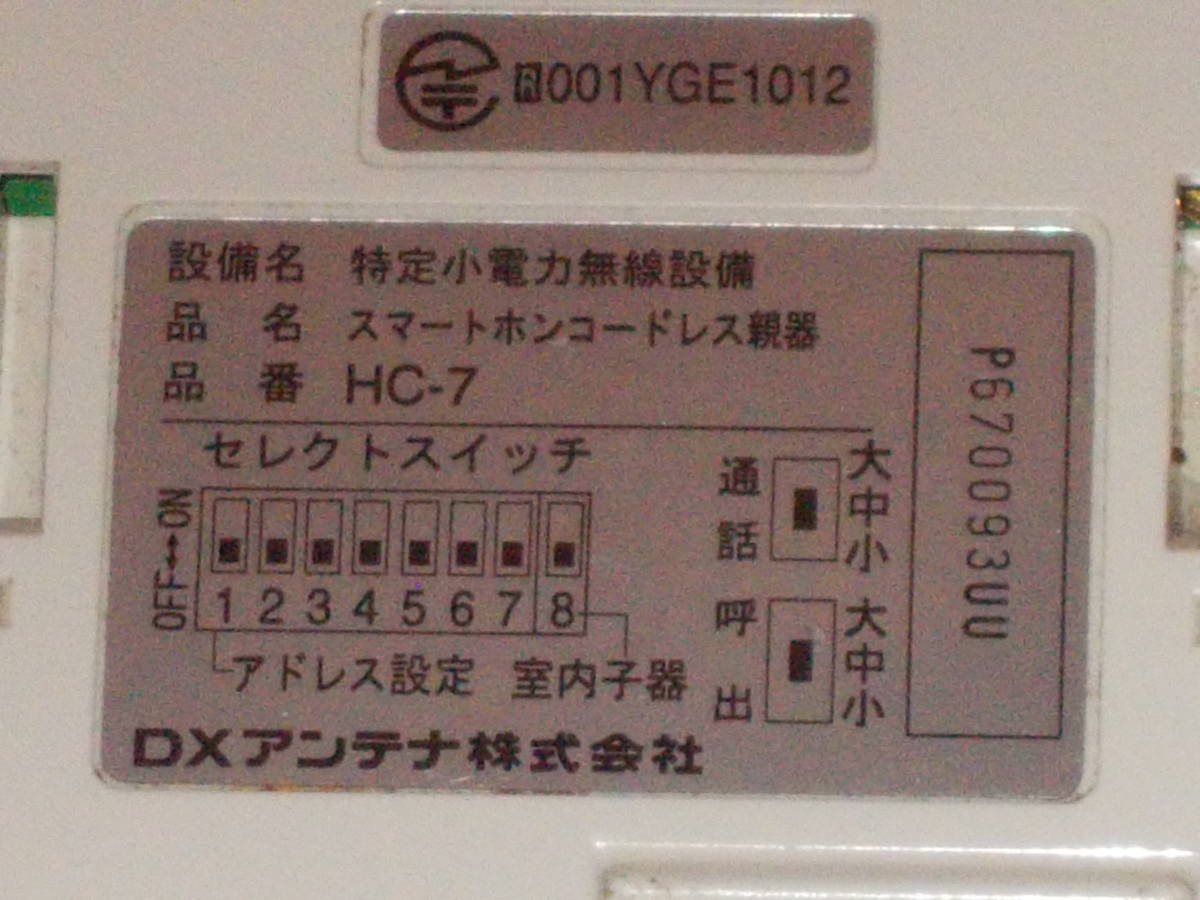 R001YGE1012
設備名 特定小電力無線設備
品 名 スマートホンコードレス親器
品 番 HC-7
P670093UU
セレクトスイッチ
OFF↔ON
1 2 3 4 5 6 7 8
アドレス設定 室内子器
通話 大 中 小
呼出 大 中 小
DXアンテナ株式会社